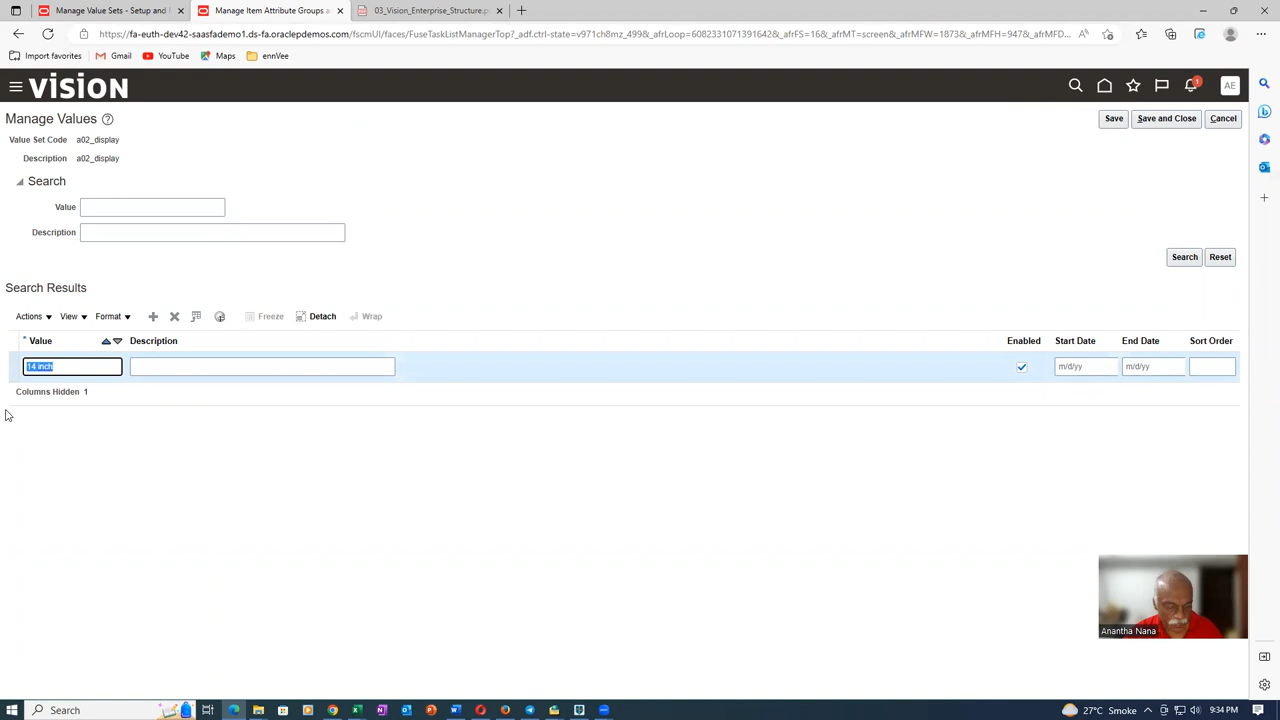 Manage Value Sets - Setup and
Manage Item Attribute Groups a
03_Vision_Enterprise_Structure.p
https://fa-euth-dev42-saasfademo1.ds-fa.oraclepdemos.com/fscmUI/faces/FuseTaskListManagerTop?_adf.ctrl-state=v971ch8mz_499&_afrLoop=60823310713916428&_afrFS=16&_afrMT=screen&_afrMFW=1873&_afrMFH=947&_afrMFD...
Import favorites Gmail YouTube Maps ennVee
VISION
1 AE
Manage Values
Save Save and Close Cancel
Value Set Code a02_display
Description a02_display
Search
Value
Description
Search Reset
Search Results
Actions View Format Freeze Detach Wrap
* Value Description Enabled Start Date End Date Sort Order
14 inch m/d/yy m/d/yy
Columns Hidden 1
Anantha Nana
Search 27°C Smoke 9:34 PM